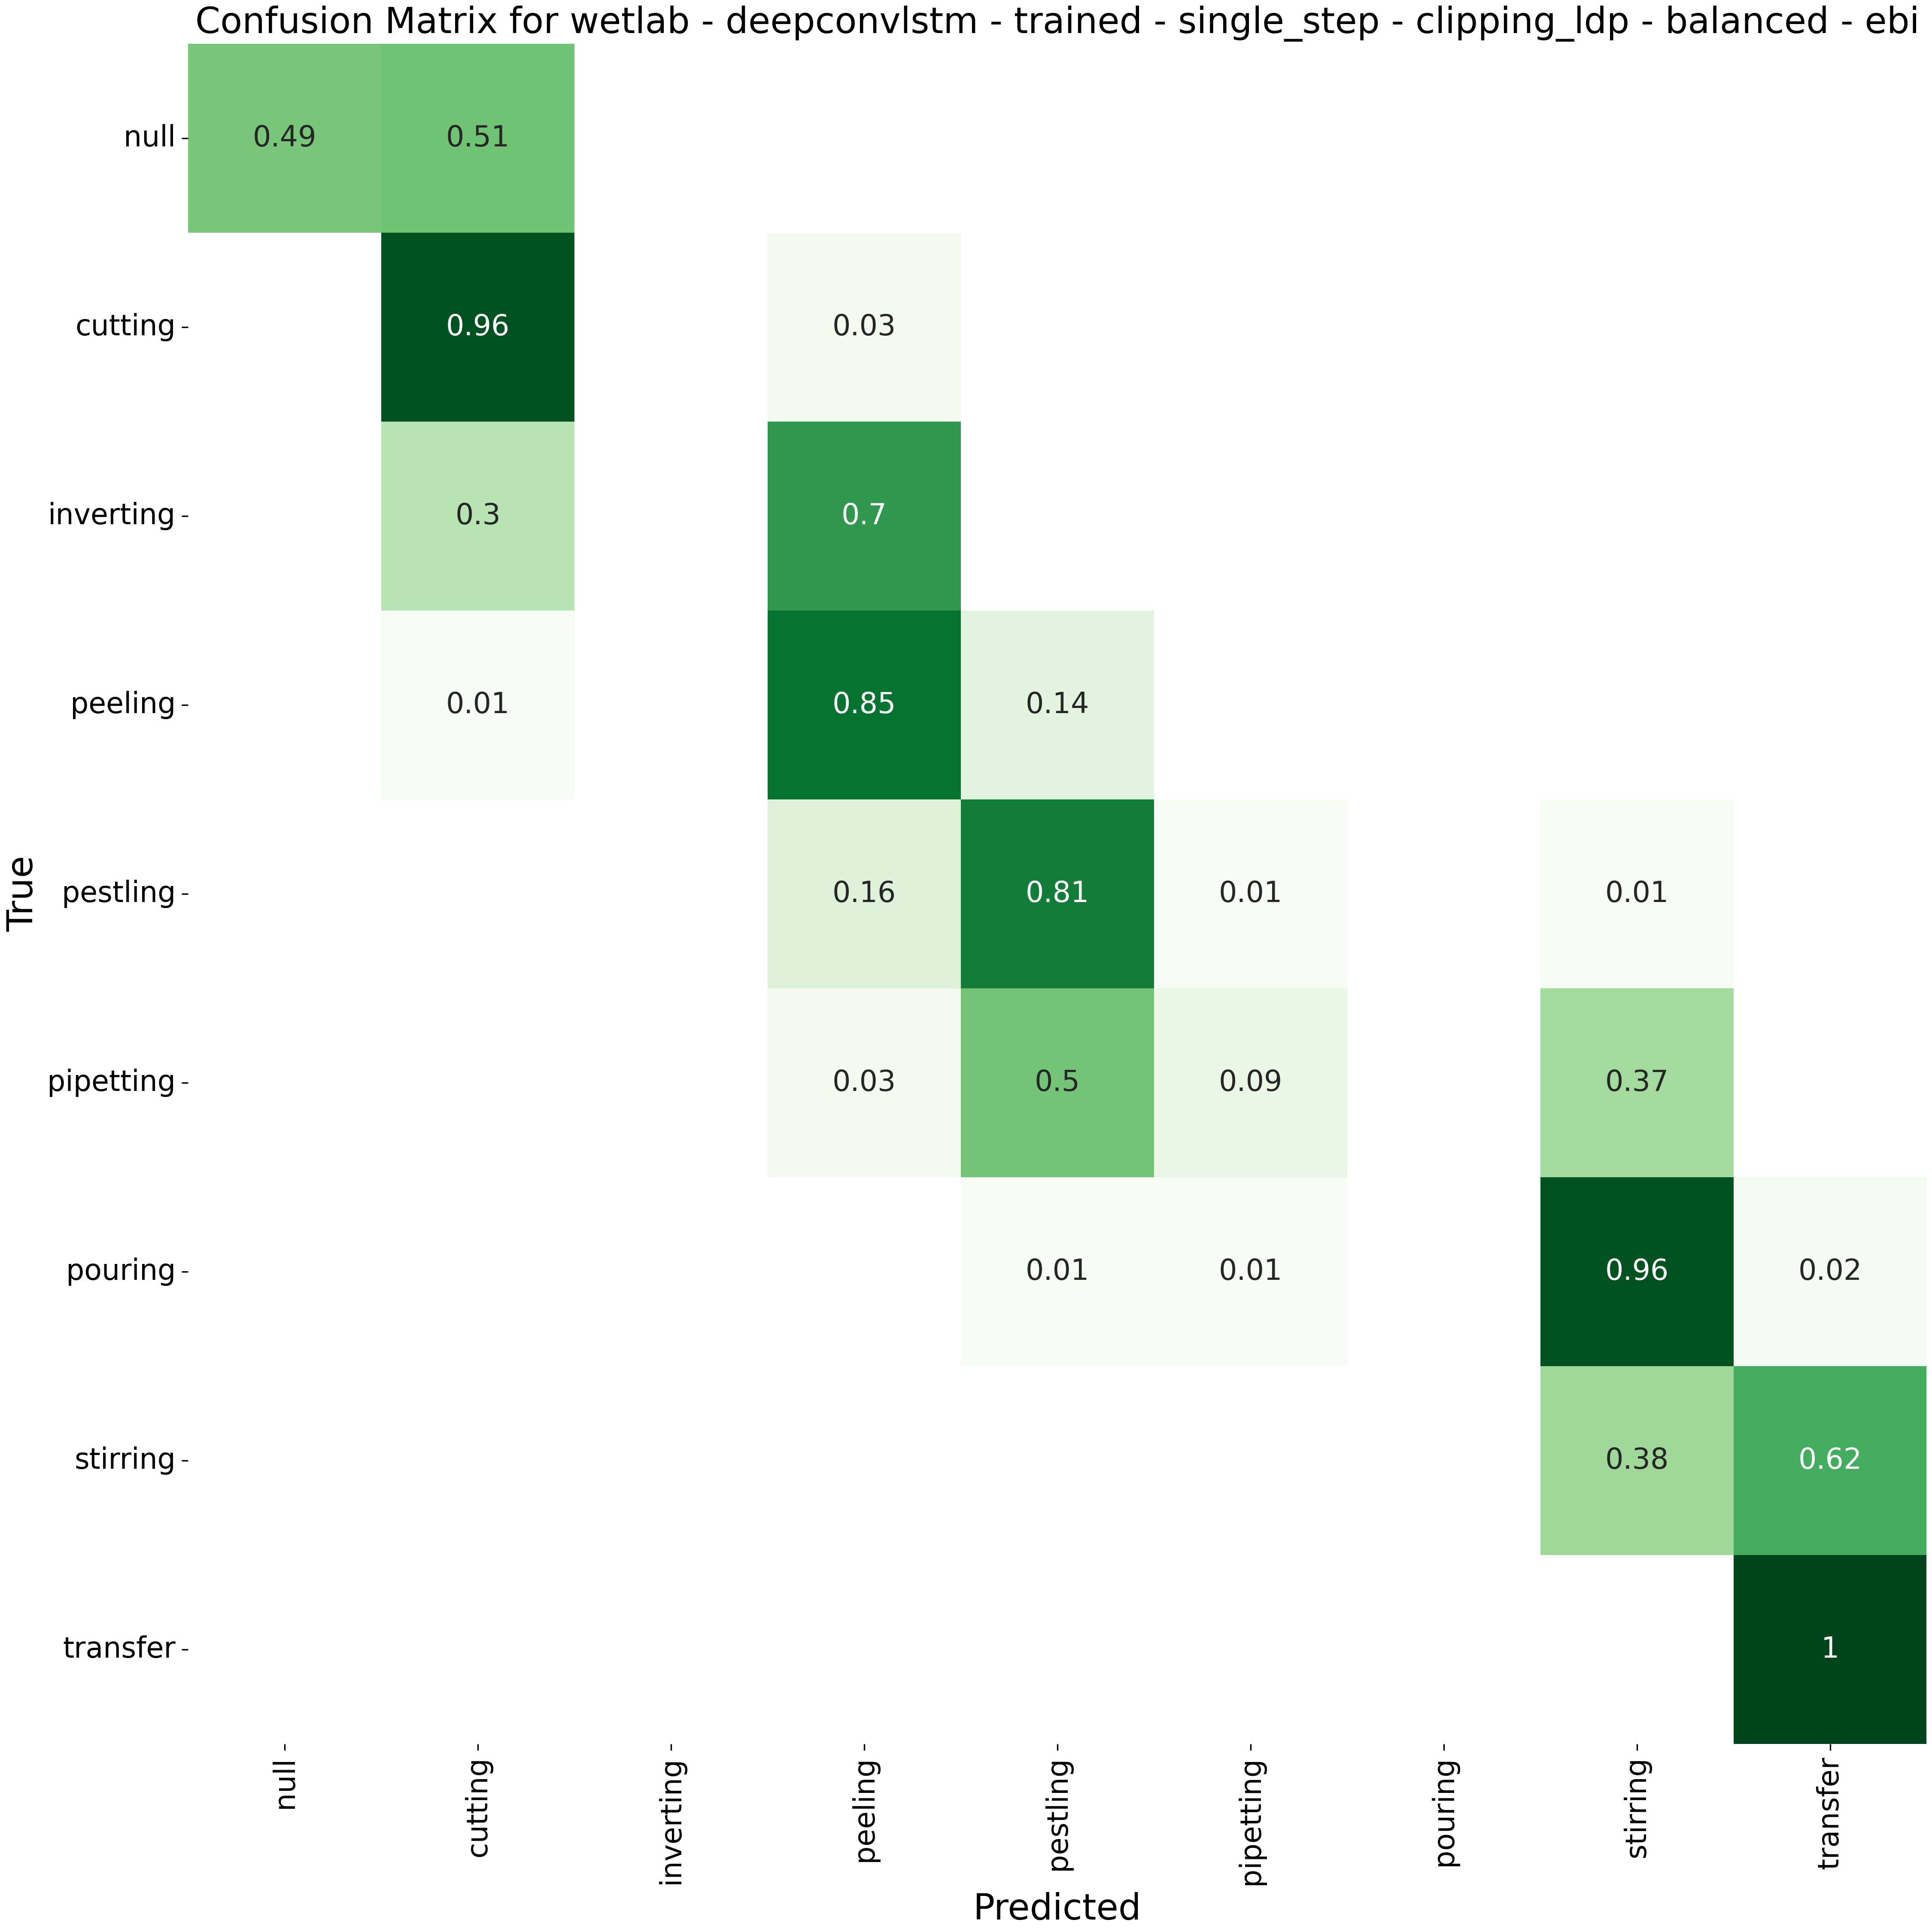 Confusion Matrix for wetlab - deepconvlstm - trained - single_step - clipping_ldp - balanced - ebi
null 0.49 0.51
cutting 0.96 0.03
inverting 0.3 0.7
peeling 0.01 0.85 0.14
pestling 0.16 0.81 0.01 0.01
pipetting 0.03 0.5 0.09 0.37
pouring 0.01 0.01 0.96 0.02
stirring 0.38 0.62
transfer 1
True
null cutting inverting peeling pestling pipetting pouring stirring transfer
Predicted